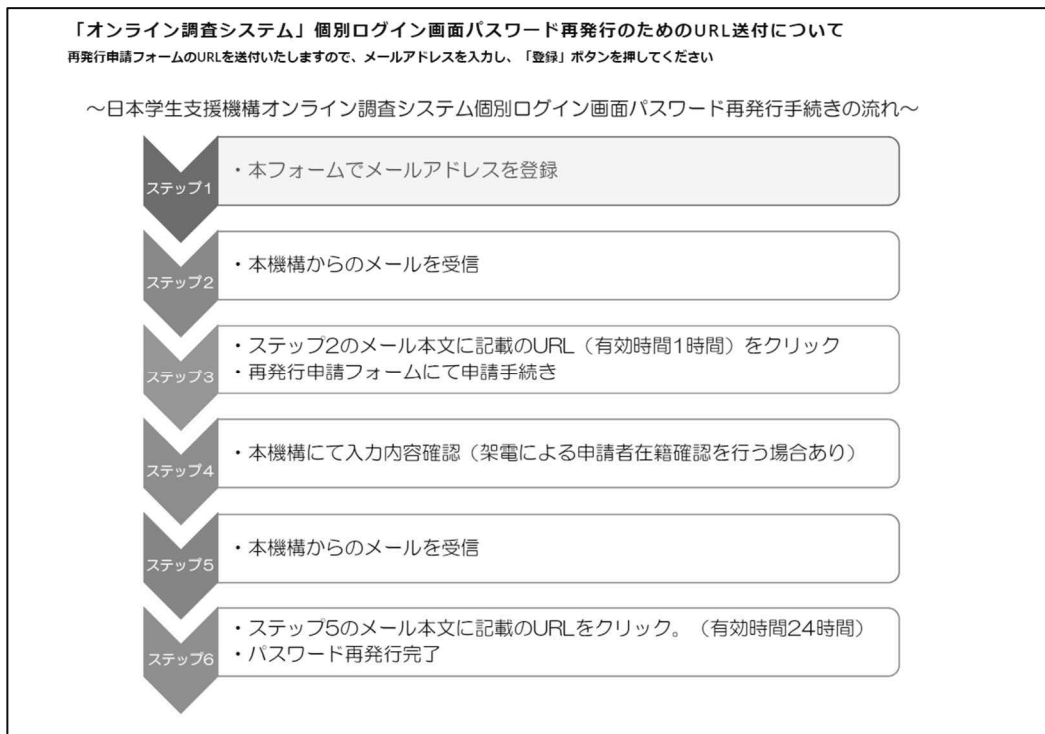 「オンライン調査システム」個別ログイン画面パスワード再発行のためのURL送付について
再発行申請フォームのURLを送付いたしますので、メールアドレスを入力し、「登録」ボタンを押してください
～日本学生支援機構オンライン調査システム個別ログイン画面パスワード再発行手続きの流れ～
ステップ1
・本フォームでメールアドレスを登録
ステップ2
・本機構からのメールを受信
ステップ3
・ステップ2のメール本文に記載のURL（有効時間1時間）をクリック
・再発行申請フォームにて申請手続き
ステップ4
・本機構にて入力内容確認（架電による申請者在籍確認を行う場合あり）
ステップ5
・本機構からのメールを受信
ステップ6
・ステップ5のメール本文に記載のURLをクリック。（有効時間24時間）
・パスワード再発行完了